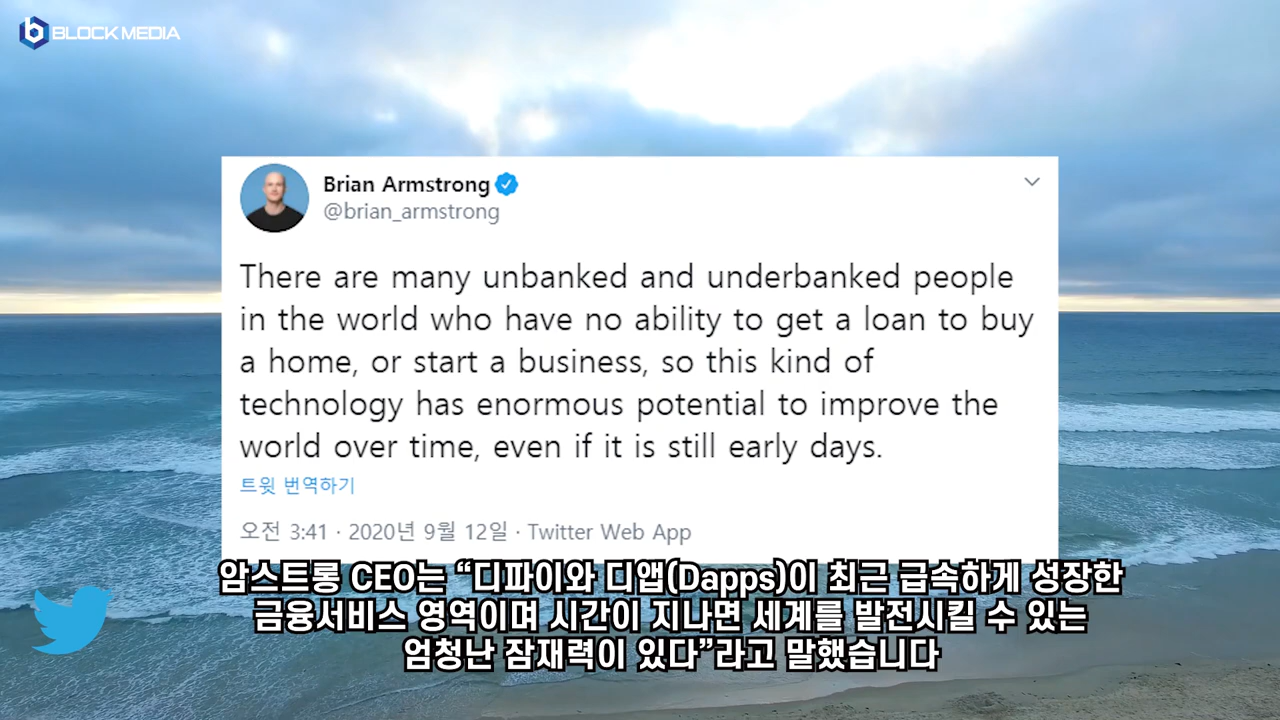 BLOCK MEDIA
Brian Armstrong
@brian_armstrong
There are many unbanked and underbanked people
in the world who have no ability to get a loan to buy
a home, or start a business, so this kind of
technology has enormous potential to improve the
world over time, even if it is still early days.
트윗 번역하기
오전 3:41 · 2020년 9월 12일 · Twitter Web App
암스트롱 CEO는 “디파이와 디앱(Dapps)이 최근 급속하게 성장한
금융서비스 영역이며 시간이 지나면 세계를 발전시킬 수 있는
엄청난 잠재력이 있다”라고 말했습니다